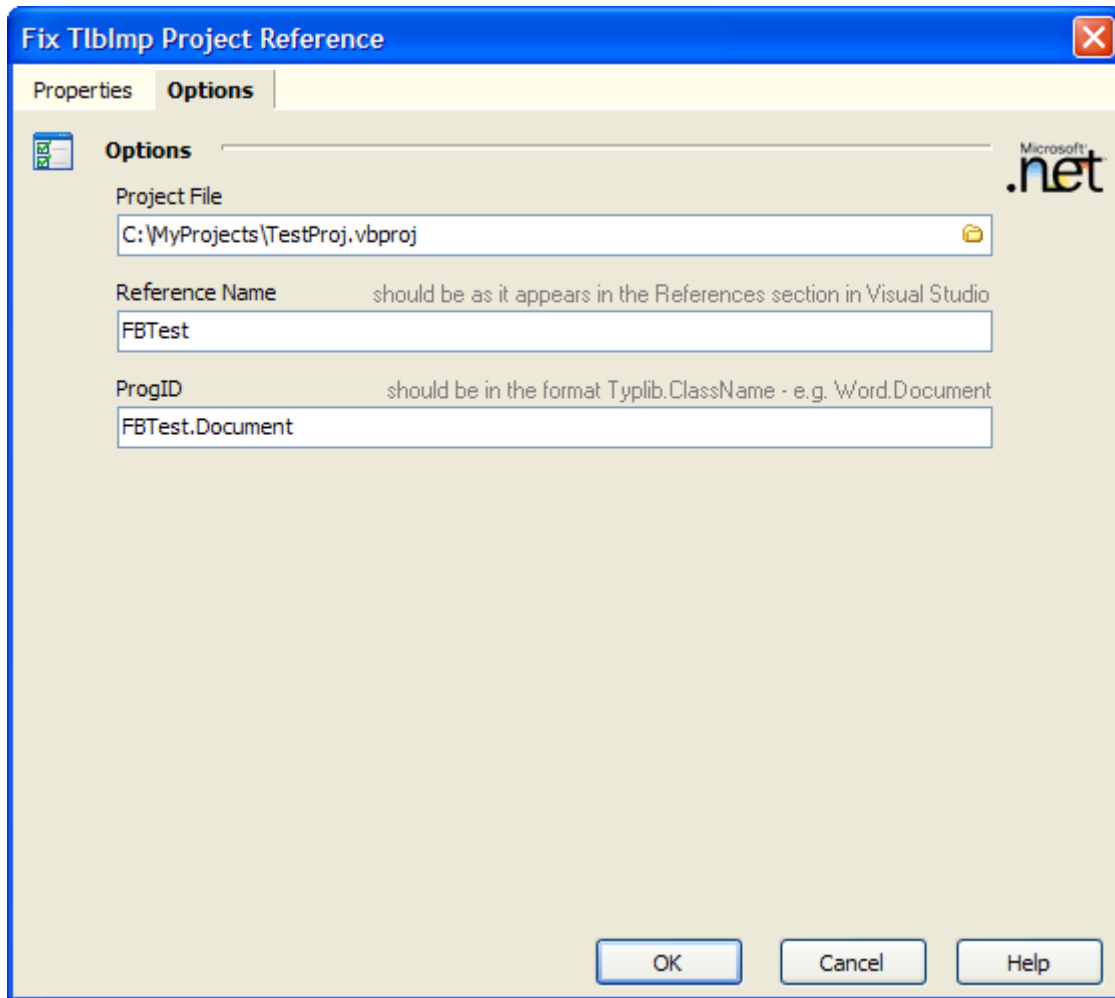 Fix TlbImp Project Reference
Properties Options
Options
Microsoft
.net
Project File
C:\MyProjects\TestProj.vbproj
Reference Name should be as it appears in the References section in Visual Studio
FBTest
ProgID should be in the format Typlib.ClassName - e.g. Word.Document
FBTest.Document
OK Cancel Help